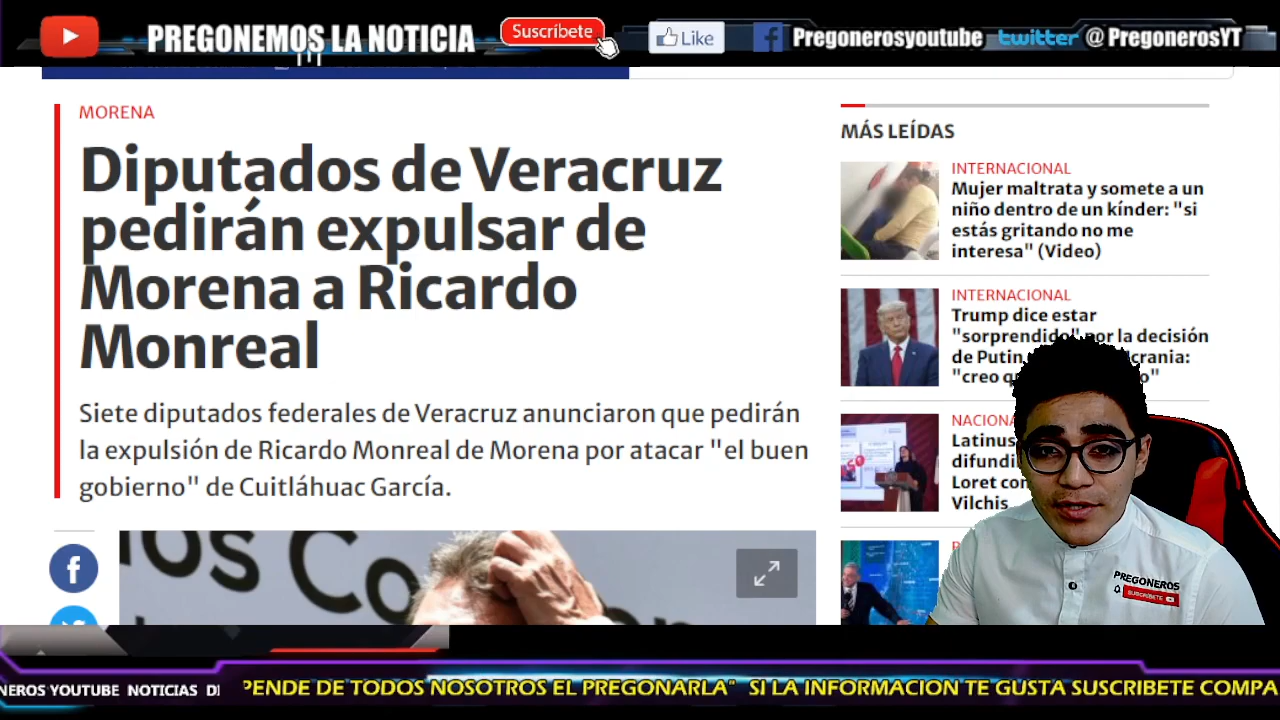 PREGONEMOS LA NOTICIA
Suscríbete
Like
f Pregonerosyoutube
twitter @PregonerosYT
MORENA
Diputados de Veracruz
pedirán expulsar de
Morena a Ricardo
Monreal
Siete diputados federales de Veracruz anunciaron que pedirán
la expulsión de Ricardo Monreal de Morena por atacar "el buen
gobierno" de Cuitláhuac García.
MÁS LEÍDAS
INTERNACIONAL
Mujer maltrata y somete a un
niño dentro de un kínder: "si
estás gritando no me
interesa" (Video)
INTERNACIONAL
Trump dice estar
"sorprendido" por la decisión
de Putin
"creo
Latinus
Loret
Vilchis
PREGONEROS
SUSCRIBETE
NEROS YOUTUBE NOTICIAS
PENDE DE TODOS NOSOTROS EL PREGONARLA" SI LA INFORMACION TE GUSTA SUSCRIBETE COMPA